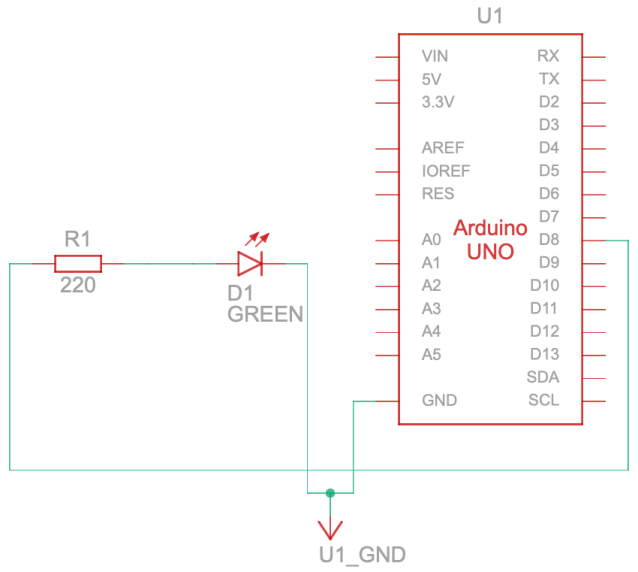 U1
VIN RX
5V TX
3.3V D2
D3
AREF D4
IOREF D5
RES D6
D7
Arduino
UNO
A0 D8
A1 D9
A2 D10
A3 D11
A4 D12
A5 D13
SDA
GND SCL
R1
220
D1
GREEN
U1_GND